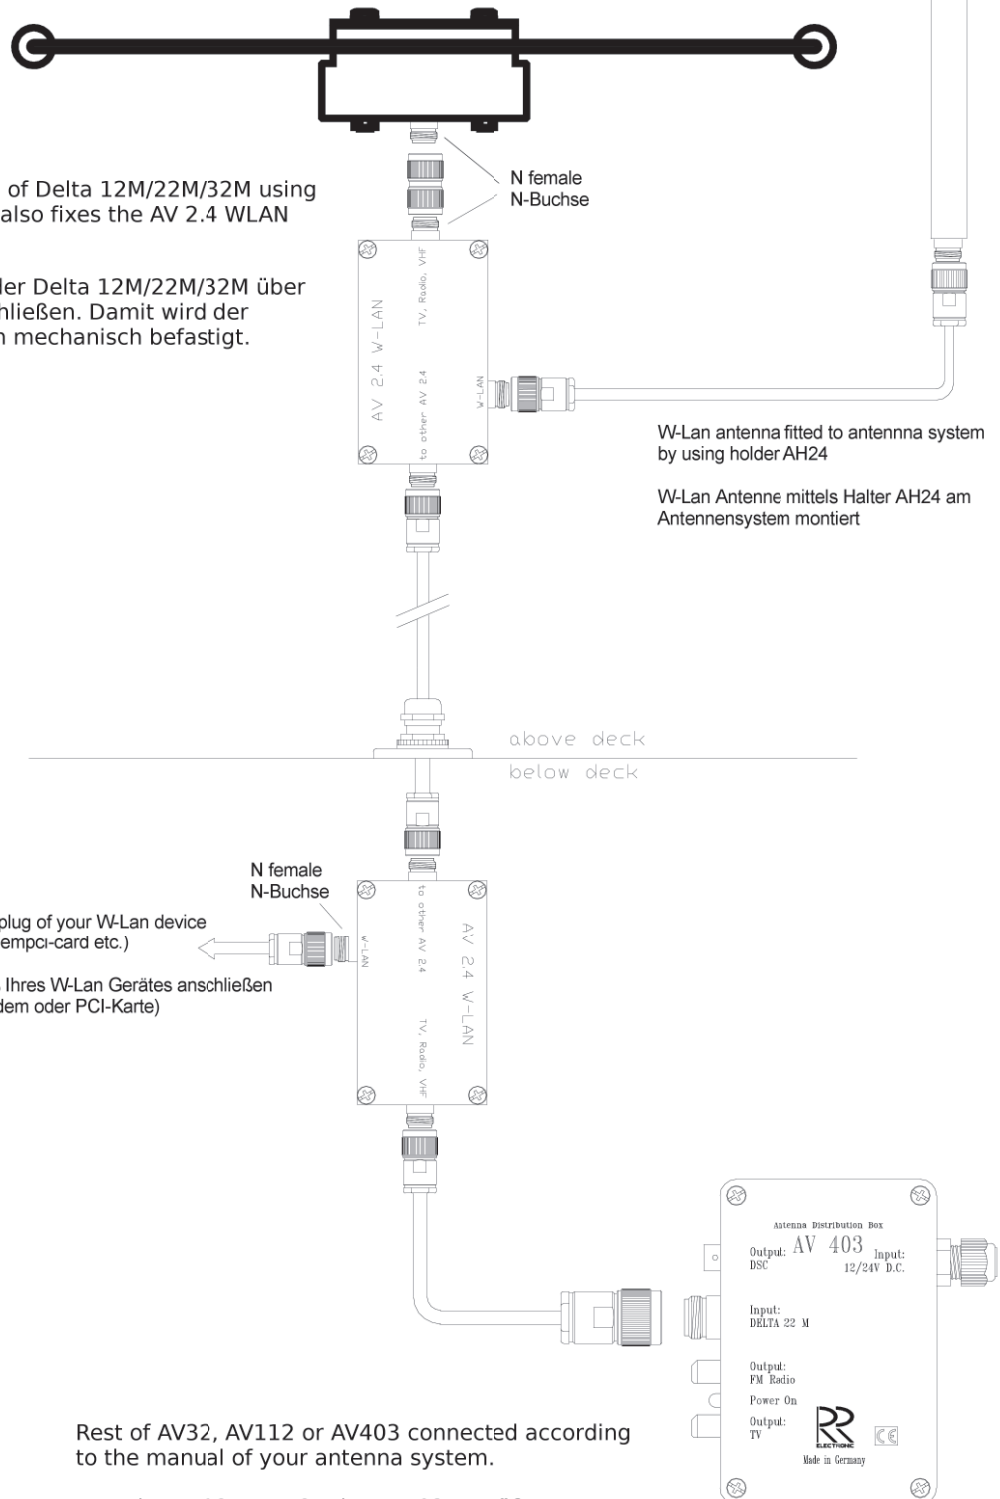 N female
N-Buchse
of Delta 12M/22M/32M using
also fixes the AV 2.4 WLAN
der Delta 12M/22M/32M über
hließen. Damit wird der
n mechanisch befastigt.
AV 2.4 W-LAN
TV, Radio, VHF
to other AV 2.4
W-LAN
W-Lan antenna fitted to antennna system
by using holder AH24
W-Lan Antenne mittels Halter AH24 am
Antennensystem montiert
above deck
below deck
N female
N-Buchse
plug of your W-Lan device
empci-card etc.)
Ihres W-Lan Gerätes anschließen
dem oder PCI-Karte)
to other AV 2.4
W-LAN
AV 2.4 W-LAN
TV, Radio, VHF
Antenna Distribution Box
AV 403
Output:
DSC
Input:
12/24V D.C.
Input:
DELTA 22 M
Output:
FM Radio
Power On
Output:
TV
RR
ELECTRONIC
CE
Made in Germany
Rest of AV32, AV112 or AV403 connected according
to the manual of your antenna system.